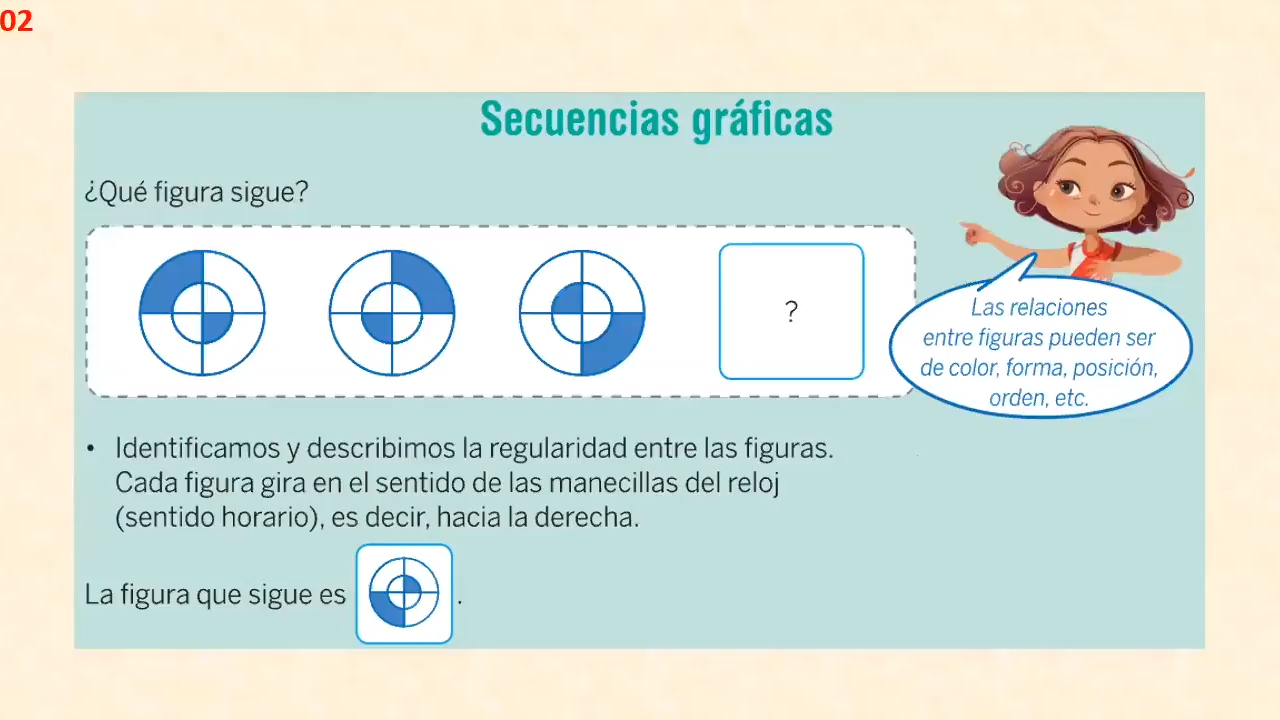 02
Secuencias gráficas
¿Qué figura sigue?
?
Las relaciones
entre figuras pueden ser
de color, forma, posición,
orden, etc.
• Identificamos y describimos la regularidad entre las figuras.
Cada figura gira en el sentido de las manecillas del reloj
(sentido horario), es decir, hacia la derecha.
La figura que sigue es .